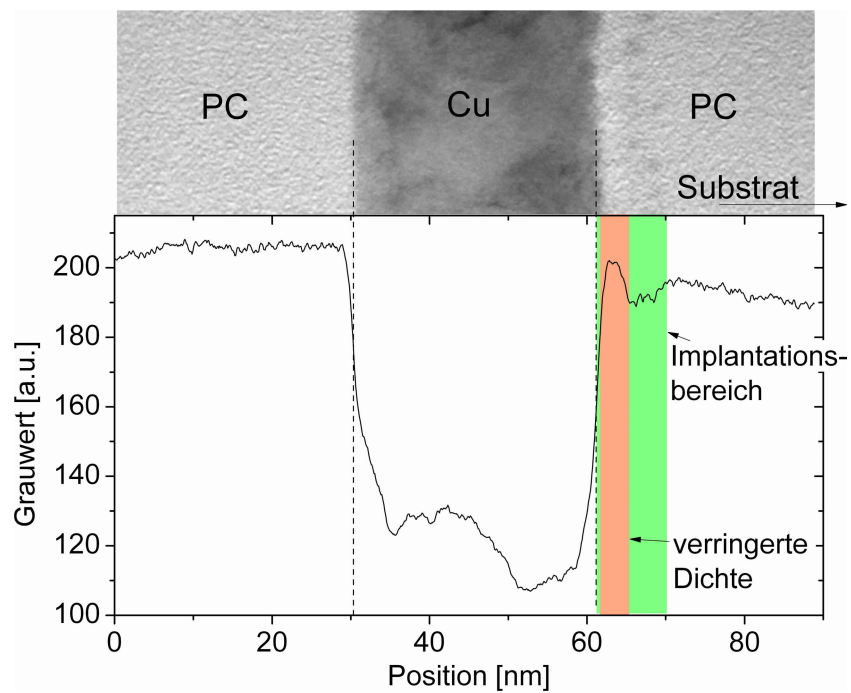 PC
Cu
PC
Substrat
200
180
160
140
120
100
Grauwert [a.u.]
Implantations-
bereich
verringerte
Dichte
0
20
40
60
80
Position [nm]